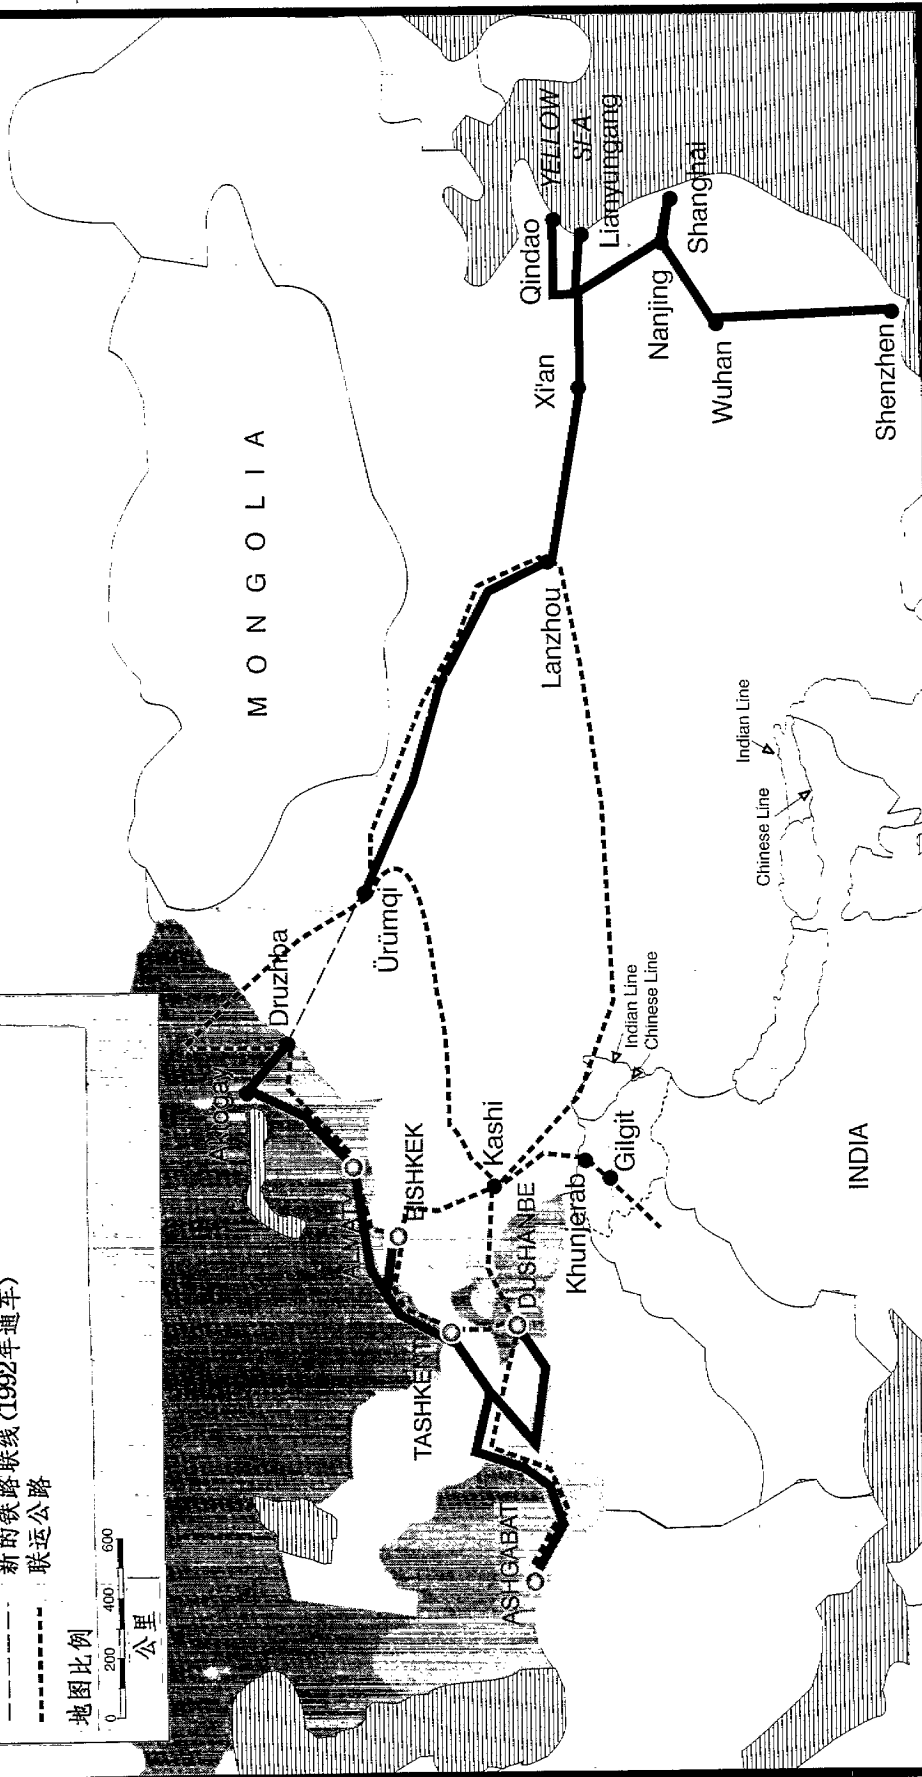 新的铁路联线(1992年通车)
联运公路
地图比例
0 200 400 600
公里
MONGOLIA
YELLOW
SEA
Qindao
Lianyungang
Shanghai
Nanjing
Wuhan
Shenzhen
Xi'an
Lanzhou
Ürümqi
Druzhba
Aktogay
ALMATY
BISHKEK
TASHKENT
DUSHANBE
ASHGABAT
Kashi
Khunjerab
Gilgit
Indian Line
Chinese Line
Indian Line
Chinese Line
INDIA